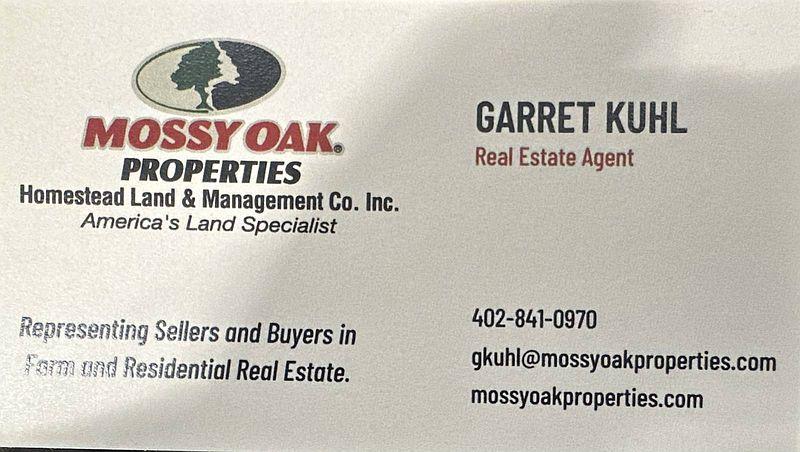 MOSSY OAK®
PROPERTIES
Homestead Land & Management Co. Inc.
America's Land Specialist
GARRET KUHL
Real Estate Agent
Representing Sellers and Buyers in
Farm and Residential Real Estate.
402-841-0970
gkuhl@mossyoakproperties.com
mossyoakproperties.com